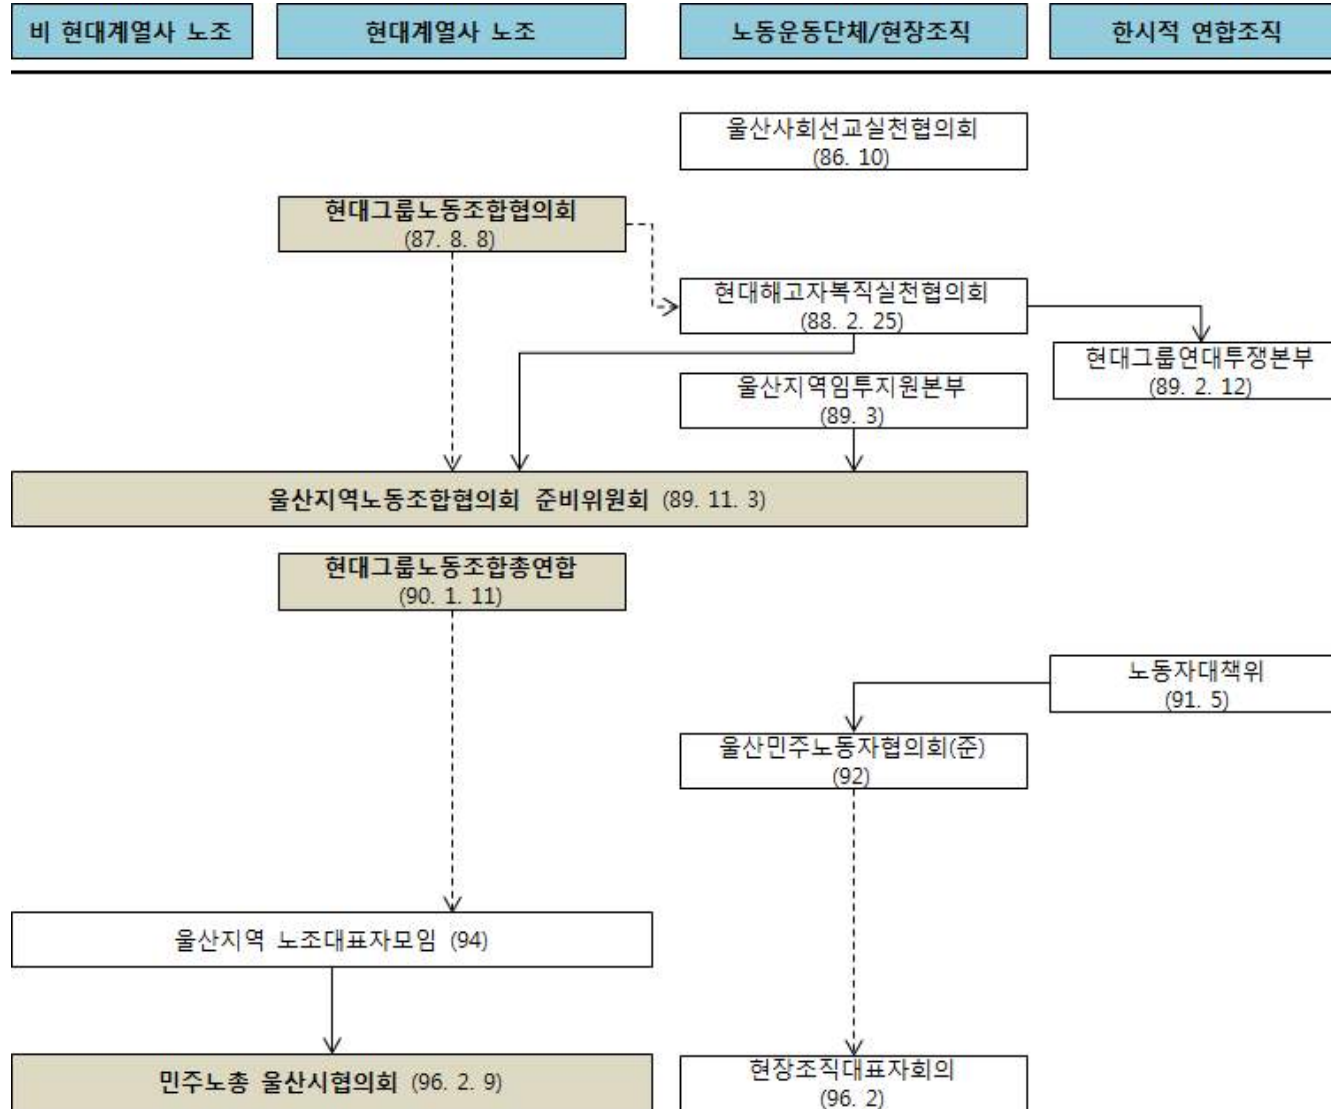 비 현대계열사 노조
현대계열사 노조
노동운동단체/현장조직
한시적 연합조직
울산사회선교실천협의회
(86. 10)
현대그룹노동조합협의회
(87. 8. 8)
현대해고자복직실천협의회
(88. 2. 25)
현대그룹연대투쟁본부
(89. 2. 12)
울산지역임투지원본부
(89. 3)
울산지역노동조합협의회 준비위원회 (89. 11. 3)
현대그룹노동조합총연합
(90. 1. 11)
노동자대책위
(91. 5)
울산민주노동자협의회(준)
(92)
울산지역 노조대표자모임 (94)
민주노총 울산시협의회 (96. 2. 9)
현장조직대표자회의
(96. 2)